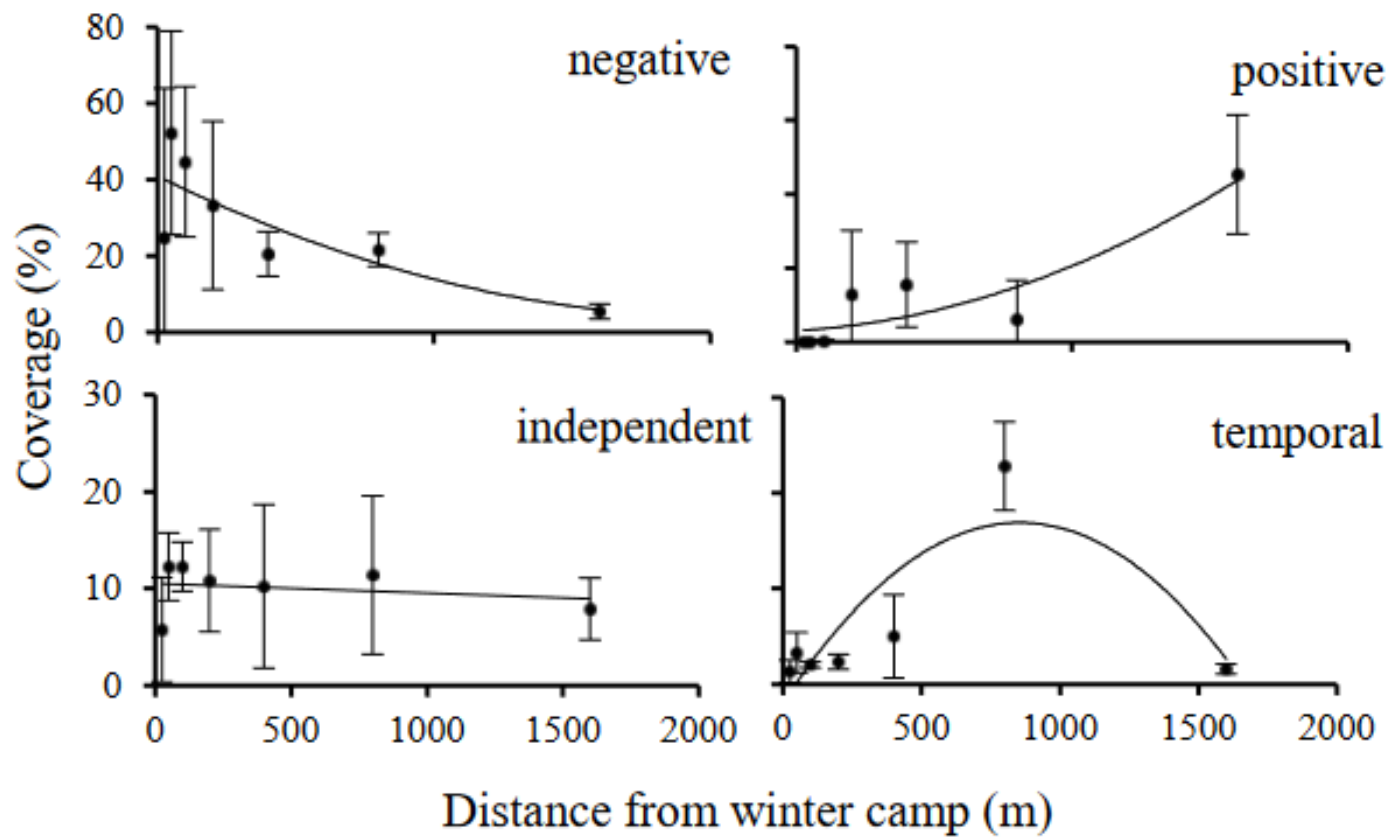 80
60
40
20
0
negative
positive
Coverage (%)
30
20
10
0
independent
temporal
0 500 1000 1500 2000
0 500 1000 1500 2000
Distance from winter camp (m)